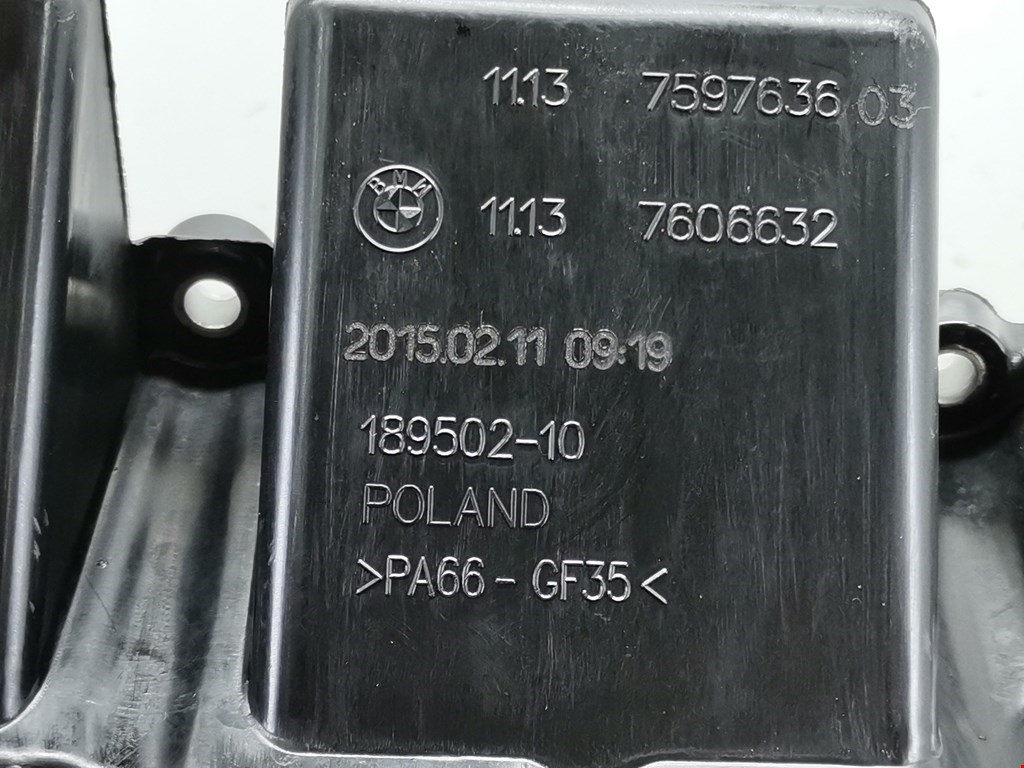 11.13 7597636 03
BMW 11.13 7606632
2015.02.11 09:19
189502-10
POLAND
>PA66-GF35<